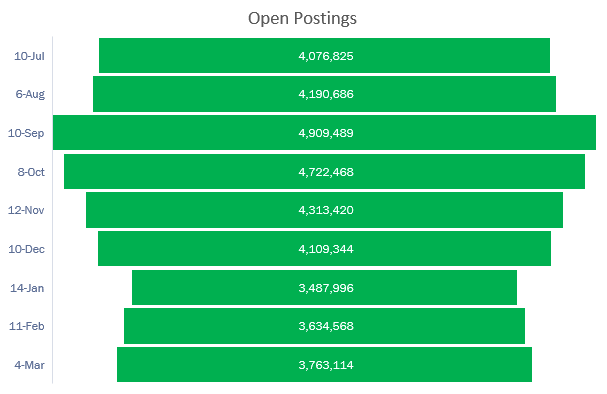 Open Postings
10-Jul 4,076,825
6-Aug 4,190,686
10-Sep 4,909,489
8-Oct 4,722,468
12-Nov 4,313,420
10-Dec 4,109,344
14-Jan 3,487,996
11-Feb 3,634,568
4-Mar 3,763,114